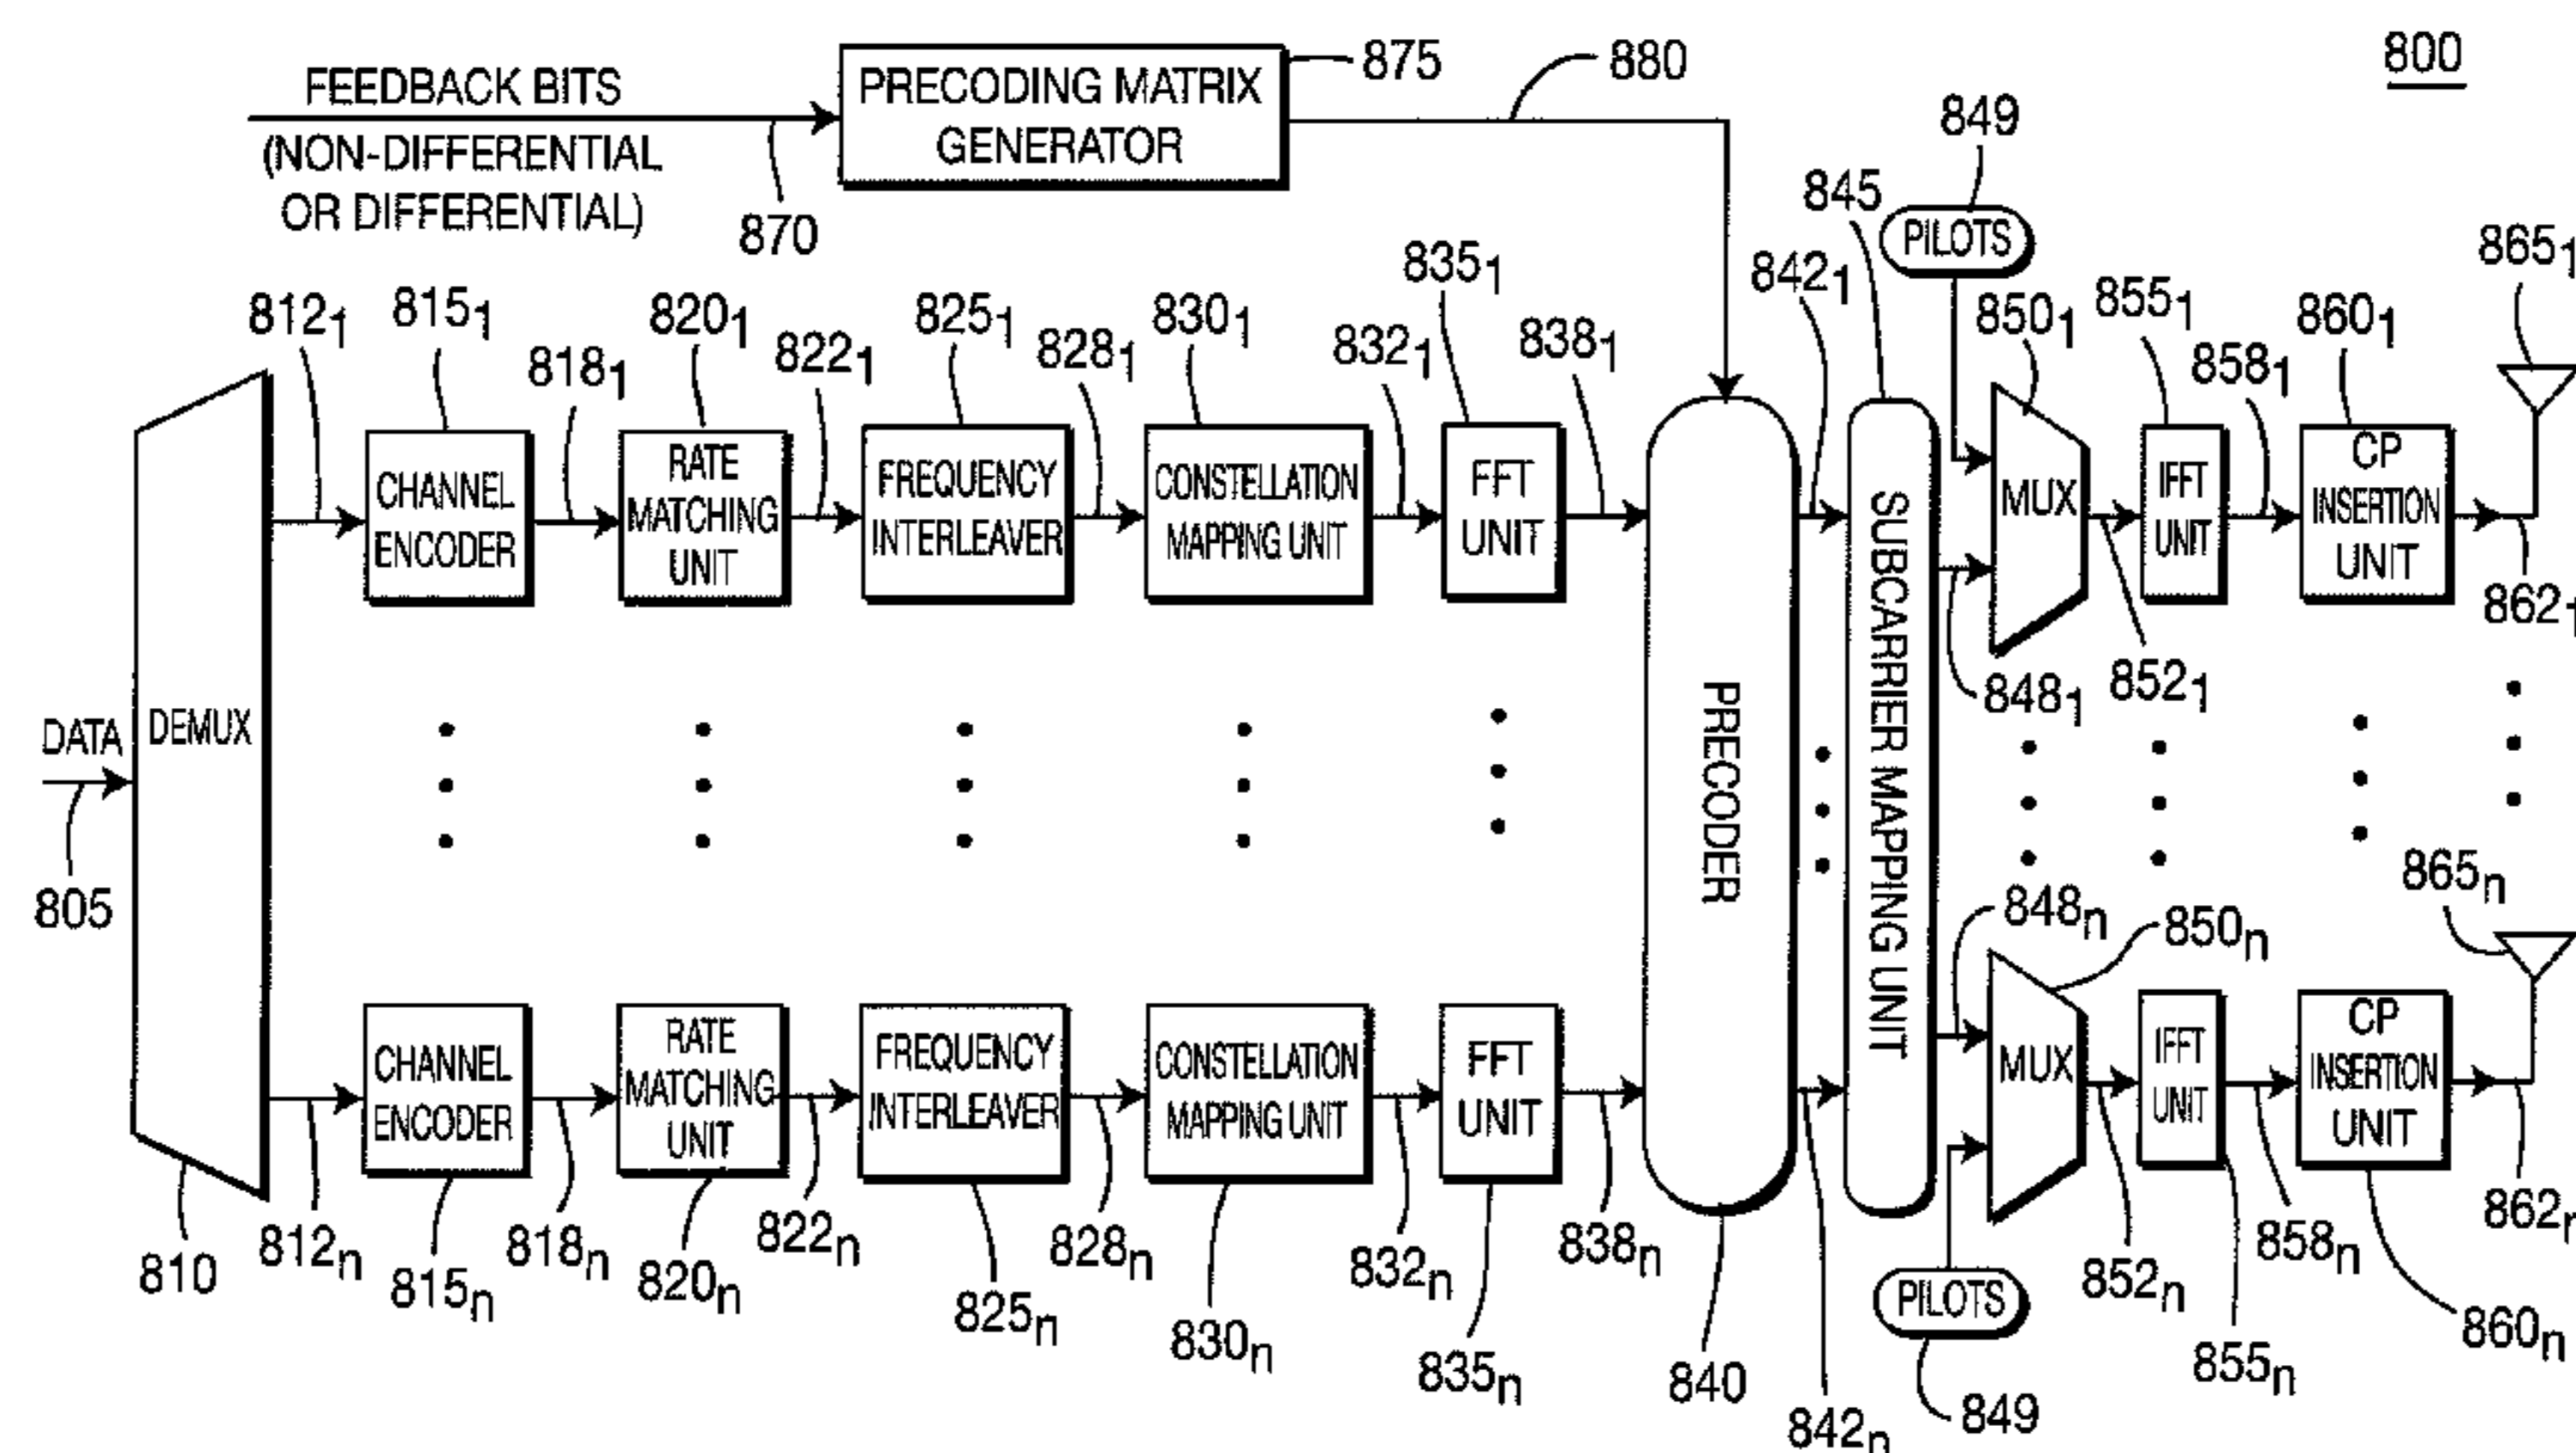 800
FEEDBACK BITS
(NON-DIFFERENTIAL
OR DIFFERENTIAL)
870
PRECODING MATRIX
GENERATOR
875
880
849
PILOTS
845
842₁
850₁
855₁
858₁
860₁
865₁
812₁
815₁
818₁
820₁
822₁
825₁
828₁
830₁
832₁
835₁
838₁
CHANNEL
ENCODER
RATE
MATCHING
UNIT
FREQUENCY
INTERLEAVER
CONSTELLATION
MAPPING UNIT
FFT
UNIT
MUX
IFFT
UNIT
CP
INSERTION
UNIT
862₁
848₁
852₁
DATA
805
DEMUX
810
PRECODER
840
SUBCARRIER MAPPING UNIT
848n
850n
865n
CHANNEL
ENCODER
RATE
MATCHING
UNIT
FREQUENCY
INTERLEAVER
CONSTELLATION
MAPPING UNIT
FFT
UNIT
MUX
IFFT
UNIT
CP
INSERTION
UNIT
812n
815n
818n
820n
822n
825n
828n
830n
832n
835n
838n
842n
PILOTS
849
852n
855n
858n
860n
862n